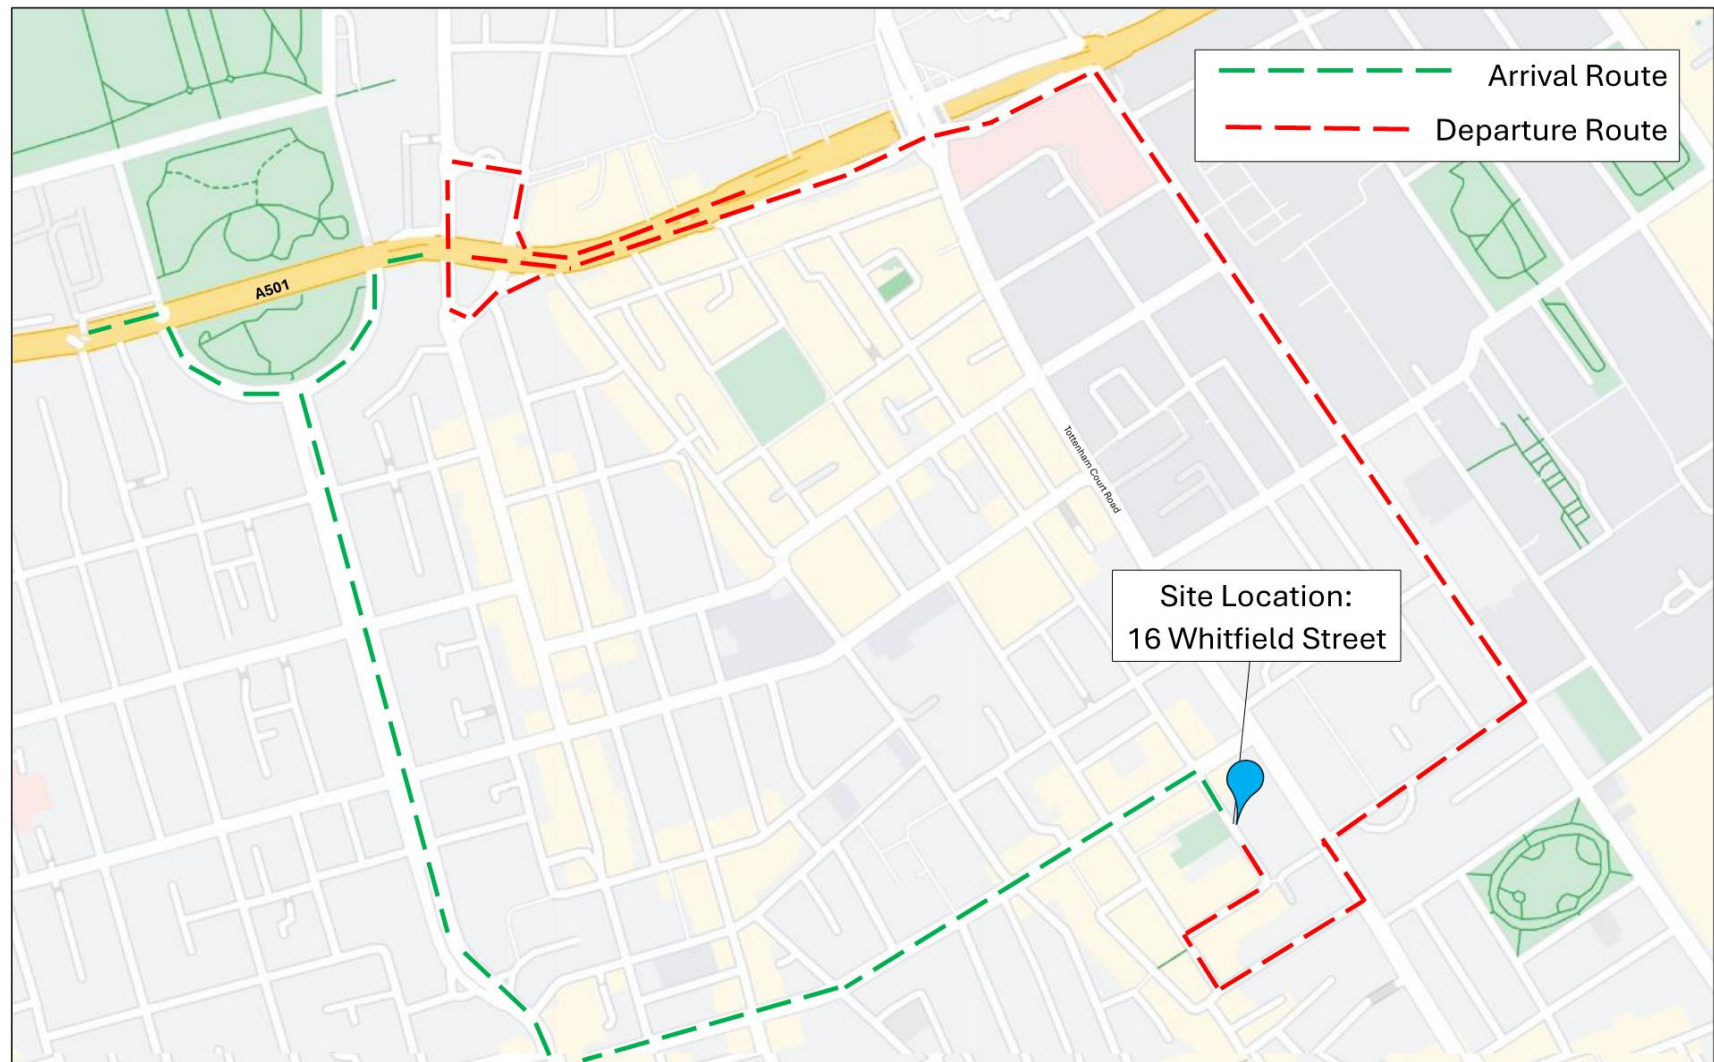 Arrival Route
Departure Route
A501
Tottenham Court Road
Site Location:
16 Whitfield Street